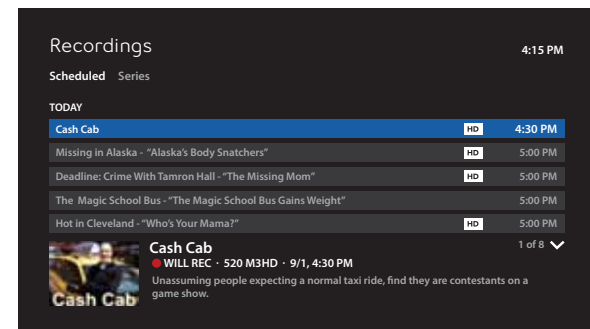 Recordings
4:15 PM
Scheduled Series
TODAY
Cash Cab HD 4:30 PM
Missing in Alaska - “Alaska’s Body Snatchers” HD 5:00 PM
Deadline: Crime With Tamron Hall - “The Missing Mom” HD 5:00 PM
The Magic School Bus - “The Magic School Bus Gains Weight” 5:00 PM
Hot in Cleveland - “Who’s Your Mama?” HD 5:00 PM
Cash Cab 1 of 8
WILL REC · 520 M3HD · 9/1, 4:30 PM
Unassuming people expecting a normal taxi ride, find they are contestants on a
game show.
Cash Cab